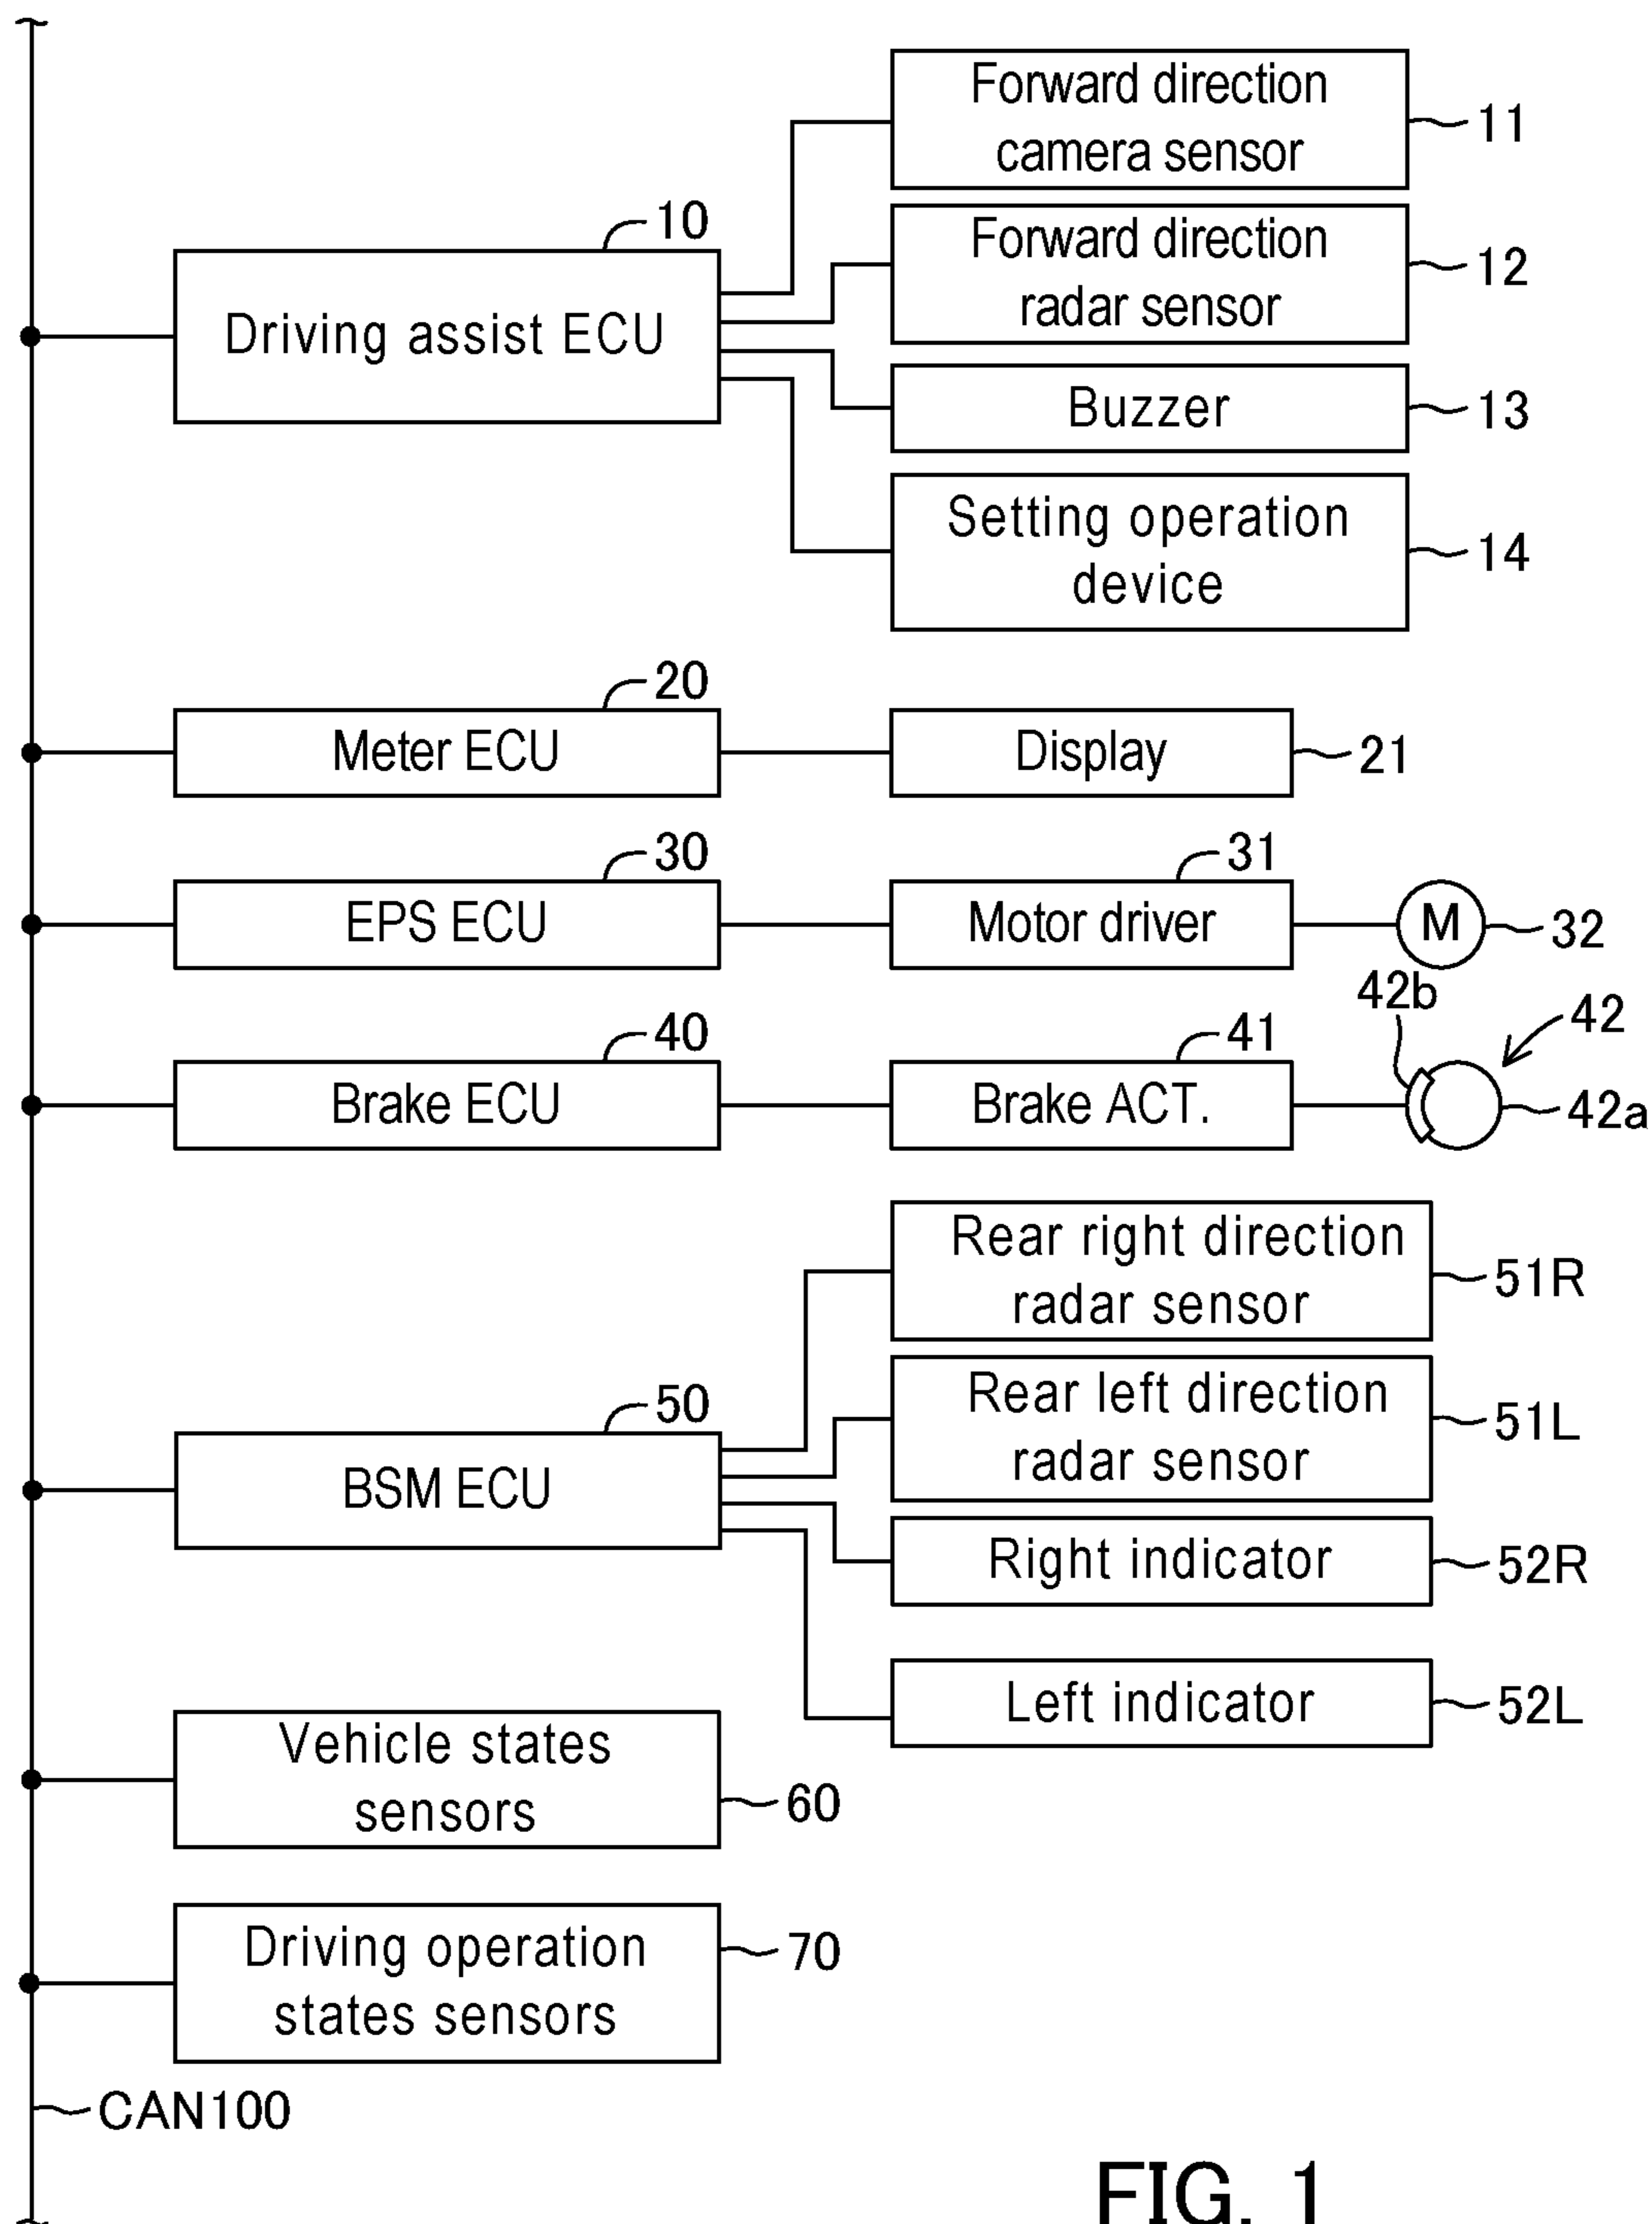 Forward direction
camera sensor
11
10
Forward direction
radar sensor
12
Driving assist ECU
Buzzer
13
Setting operation
device
14
20
Meter ECU
Display
21
30
EPS ECU
31
Motor driver
M
32
42b
42
40
Brake ECU
41
Brake ACT.
42a
Rear right direction
radar sensor
51R
50
BSM ECU
Rear left direction
radar sensor
51L
Right indicator
52R
Left indicator
52L
Vehicle states
sensors
60
Driving operation
states sensors
70
CAN100
FIG. 1